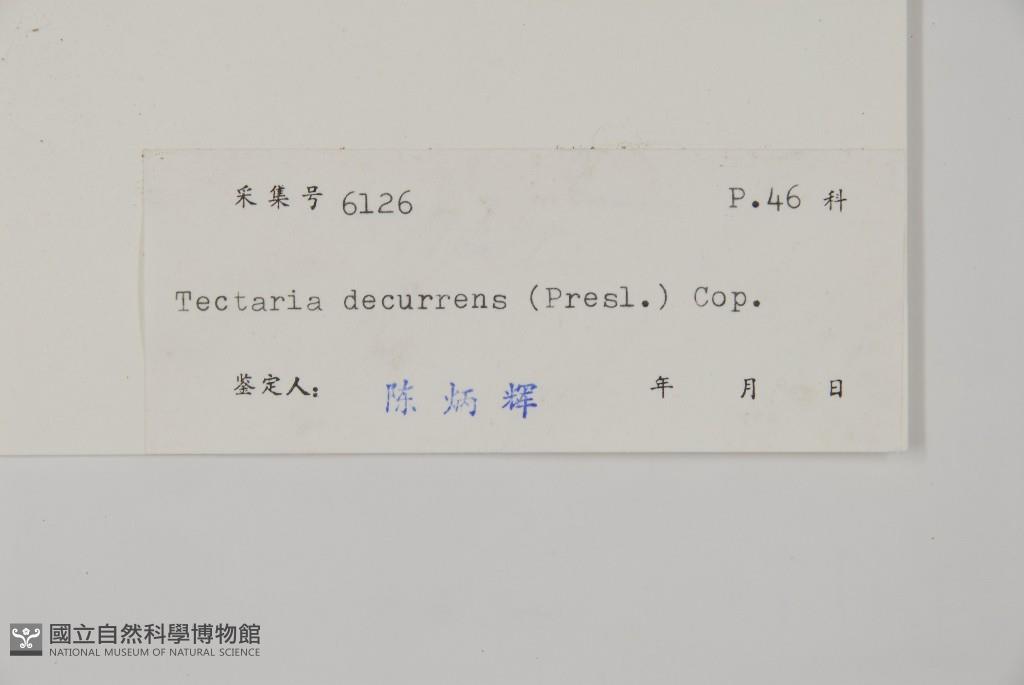 采集号 6126 P.46 科
Tectaria decurrens (Presl.) Cop.
鉴定人: 陈炳辉 年 月 日
國立自然科學博物館
NATIONAL MUSEUM OF NATURAL SCIENCE